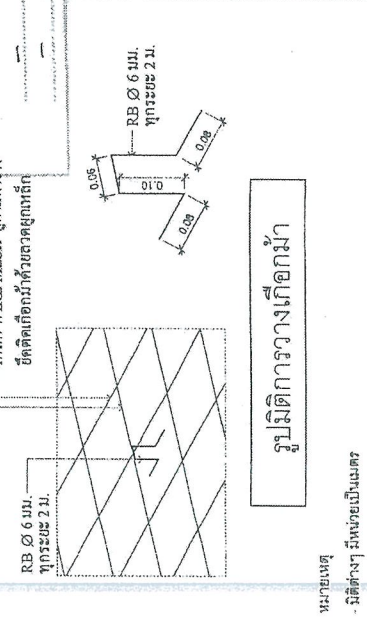 ยึดติดเกือกม้าด้วยลวดผูกเหล็ก
RB Ø 6 มม.
ทุกระยะ 2 ม.
RB Ø 6 มม.
ทุกระยะ 2 ม.
0.06
0.10
0.08
0.08
รูปมิติการวางเกือกม้า
หมายเหตุ
- มิติต่างๆ มีหน่วยเป็นเมตร